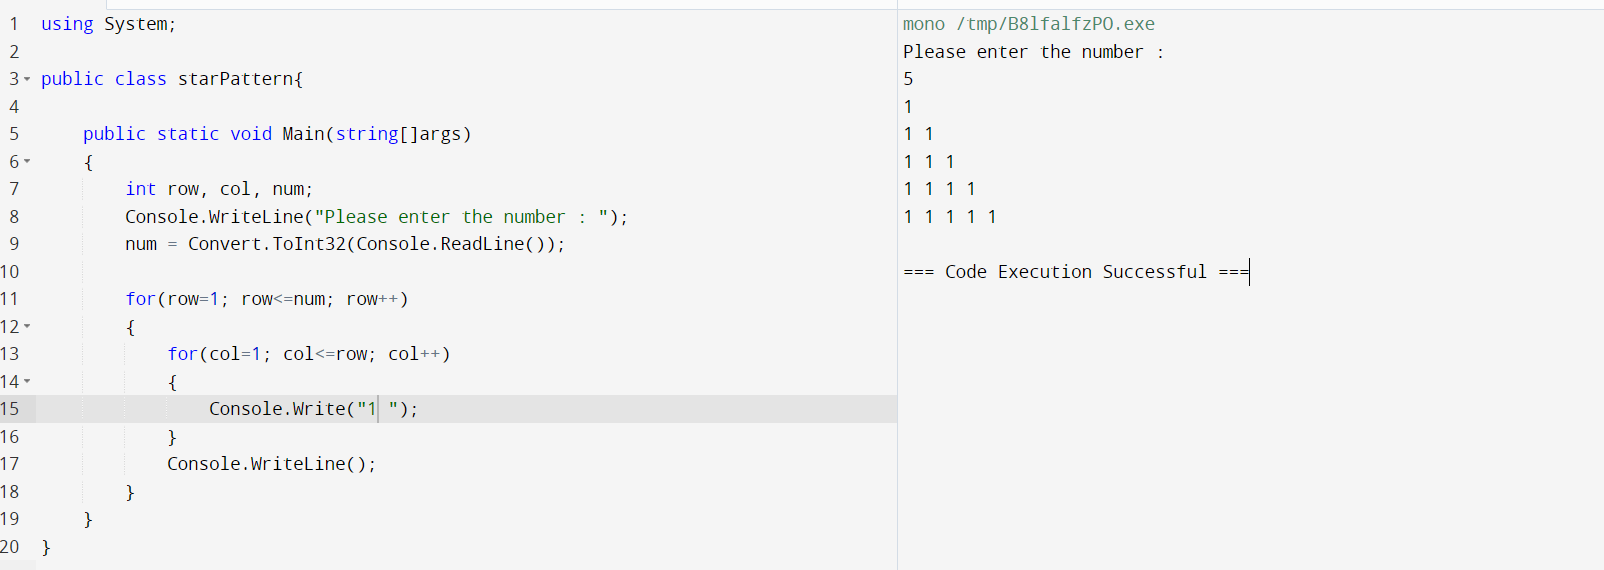 1 using System;
2
3 public class starPattern{
4
5     public static void Main(string[]args)
6     {
7         int row, col, num;
8         Console.WriteLine("Please enter the number : ");
9         num = Convert.ToInt32(Console.ReadLine());
10
11         for(row=1; row<=num; row++)
12         {
13             for(col=1; col<=row; col++)
14             {
15                 Console.Write("1 ");
16             }
17             Console.WriteLine();
18         }
19     }
20 }
mono /tmp/B8lfalfzPO.exe
Please enter the number :
5
1
1 1
1 1 1
1 1 1 1
1 1 1 1 1
=== Code Execution Successful ===